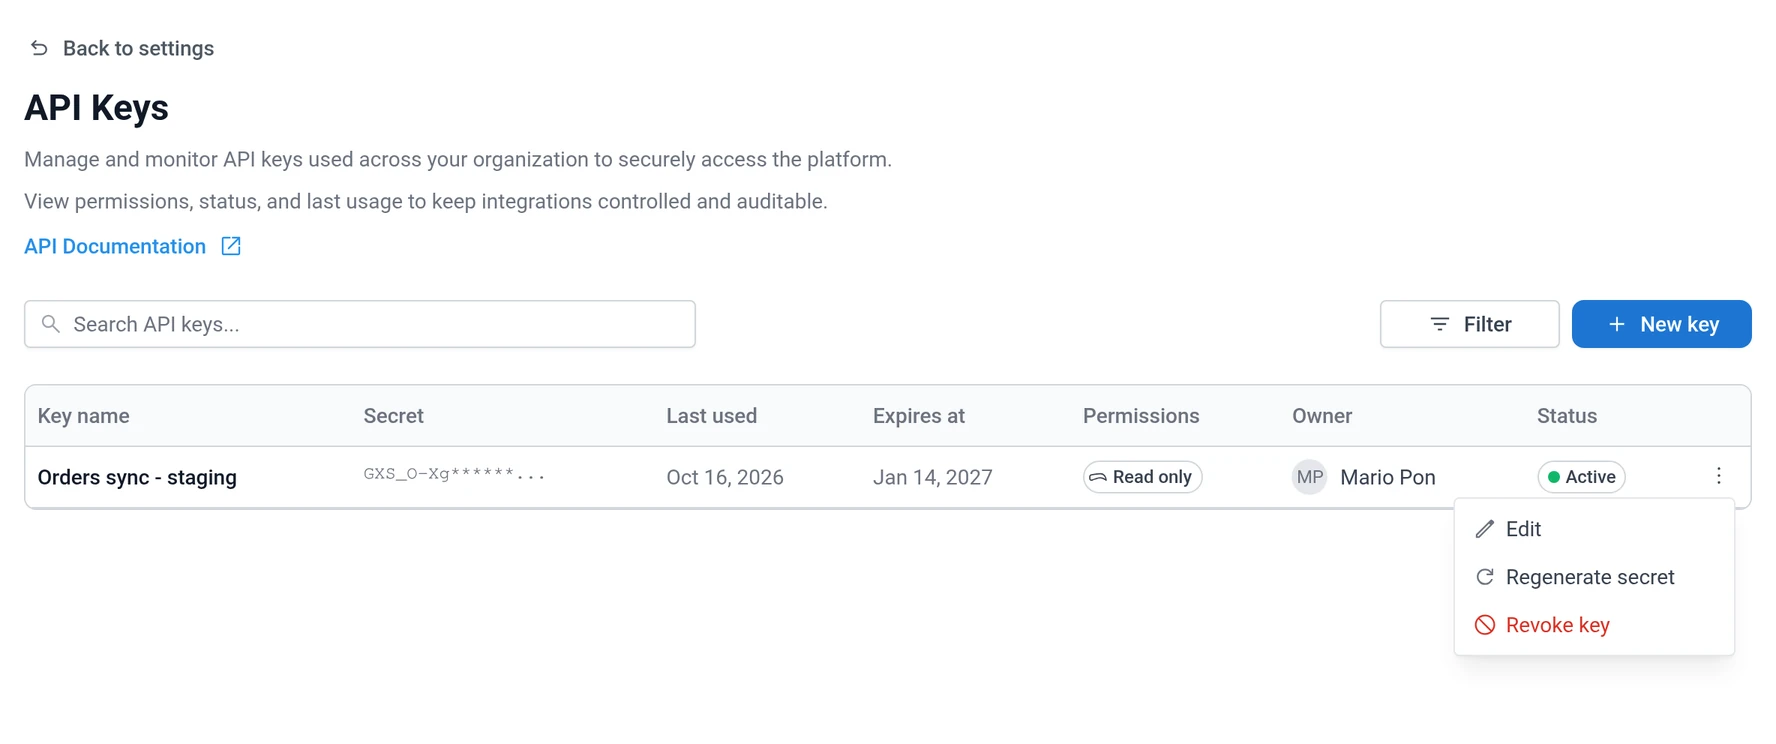 Back to settings
API Keys
Manage and monitor API keys used across your organization to securely access the platform.
View permissions, status, and last usage to keep integrations controlled and auditable.
API Documentation
Search API keys...
Filter
+ New key
Key name Secret Last used Expires at Permissions Owner Status
Orders sync - staging GXS_O-Xg******... Oct 16, 2026 Jan 14, 2027 Read only MP Mario Pon Active
Edit
Regenerate secret
Revoke key